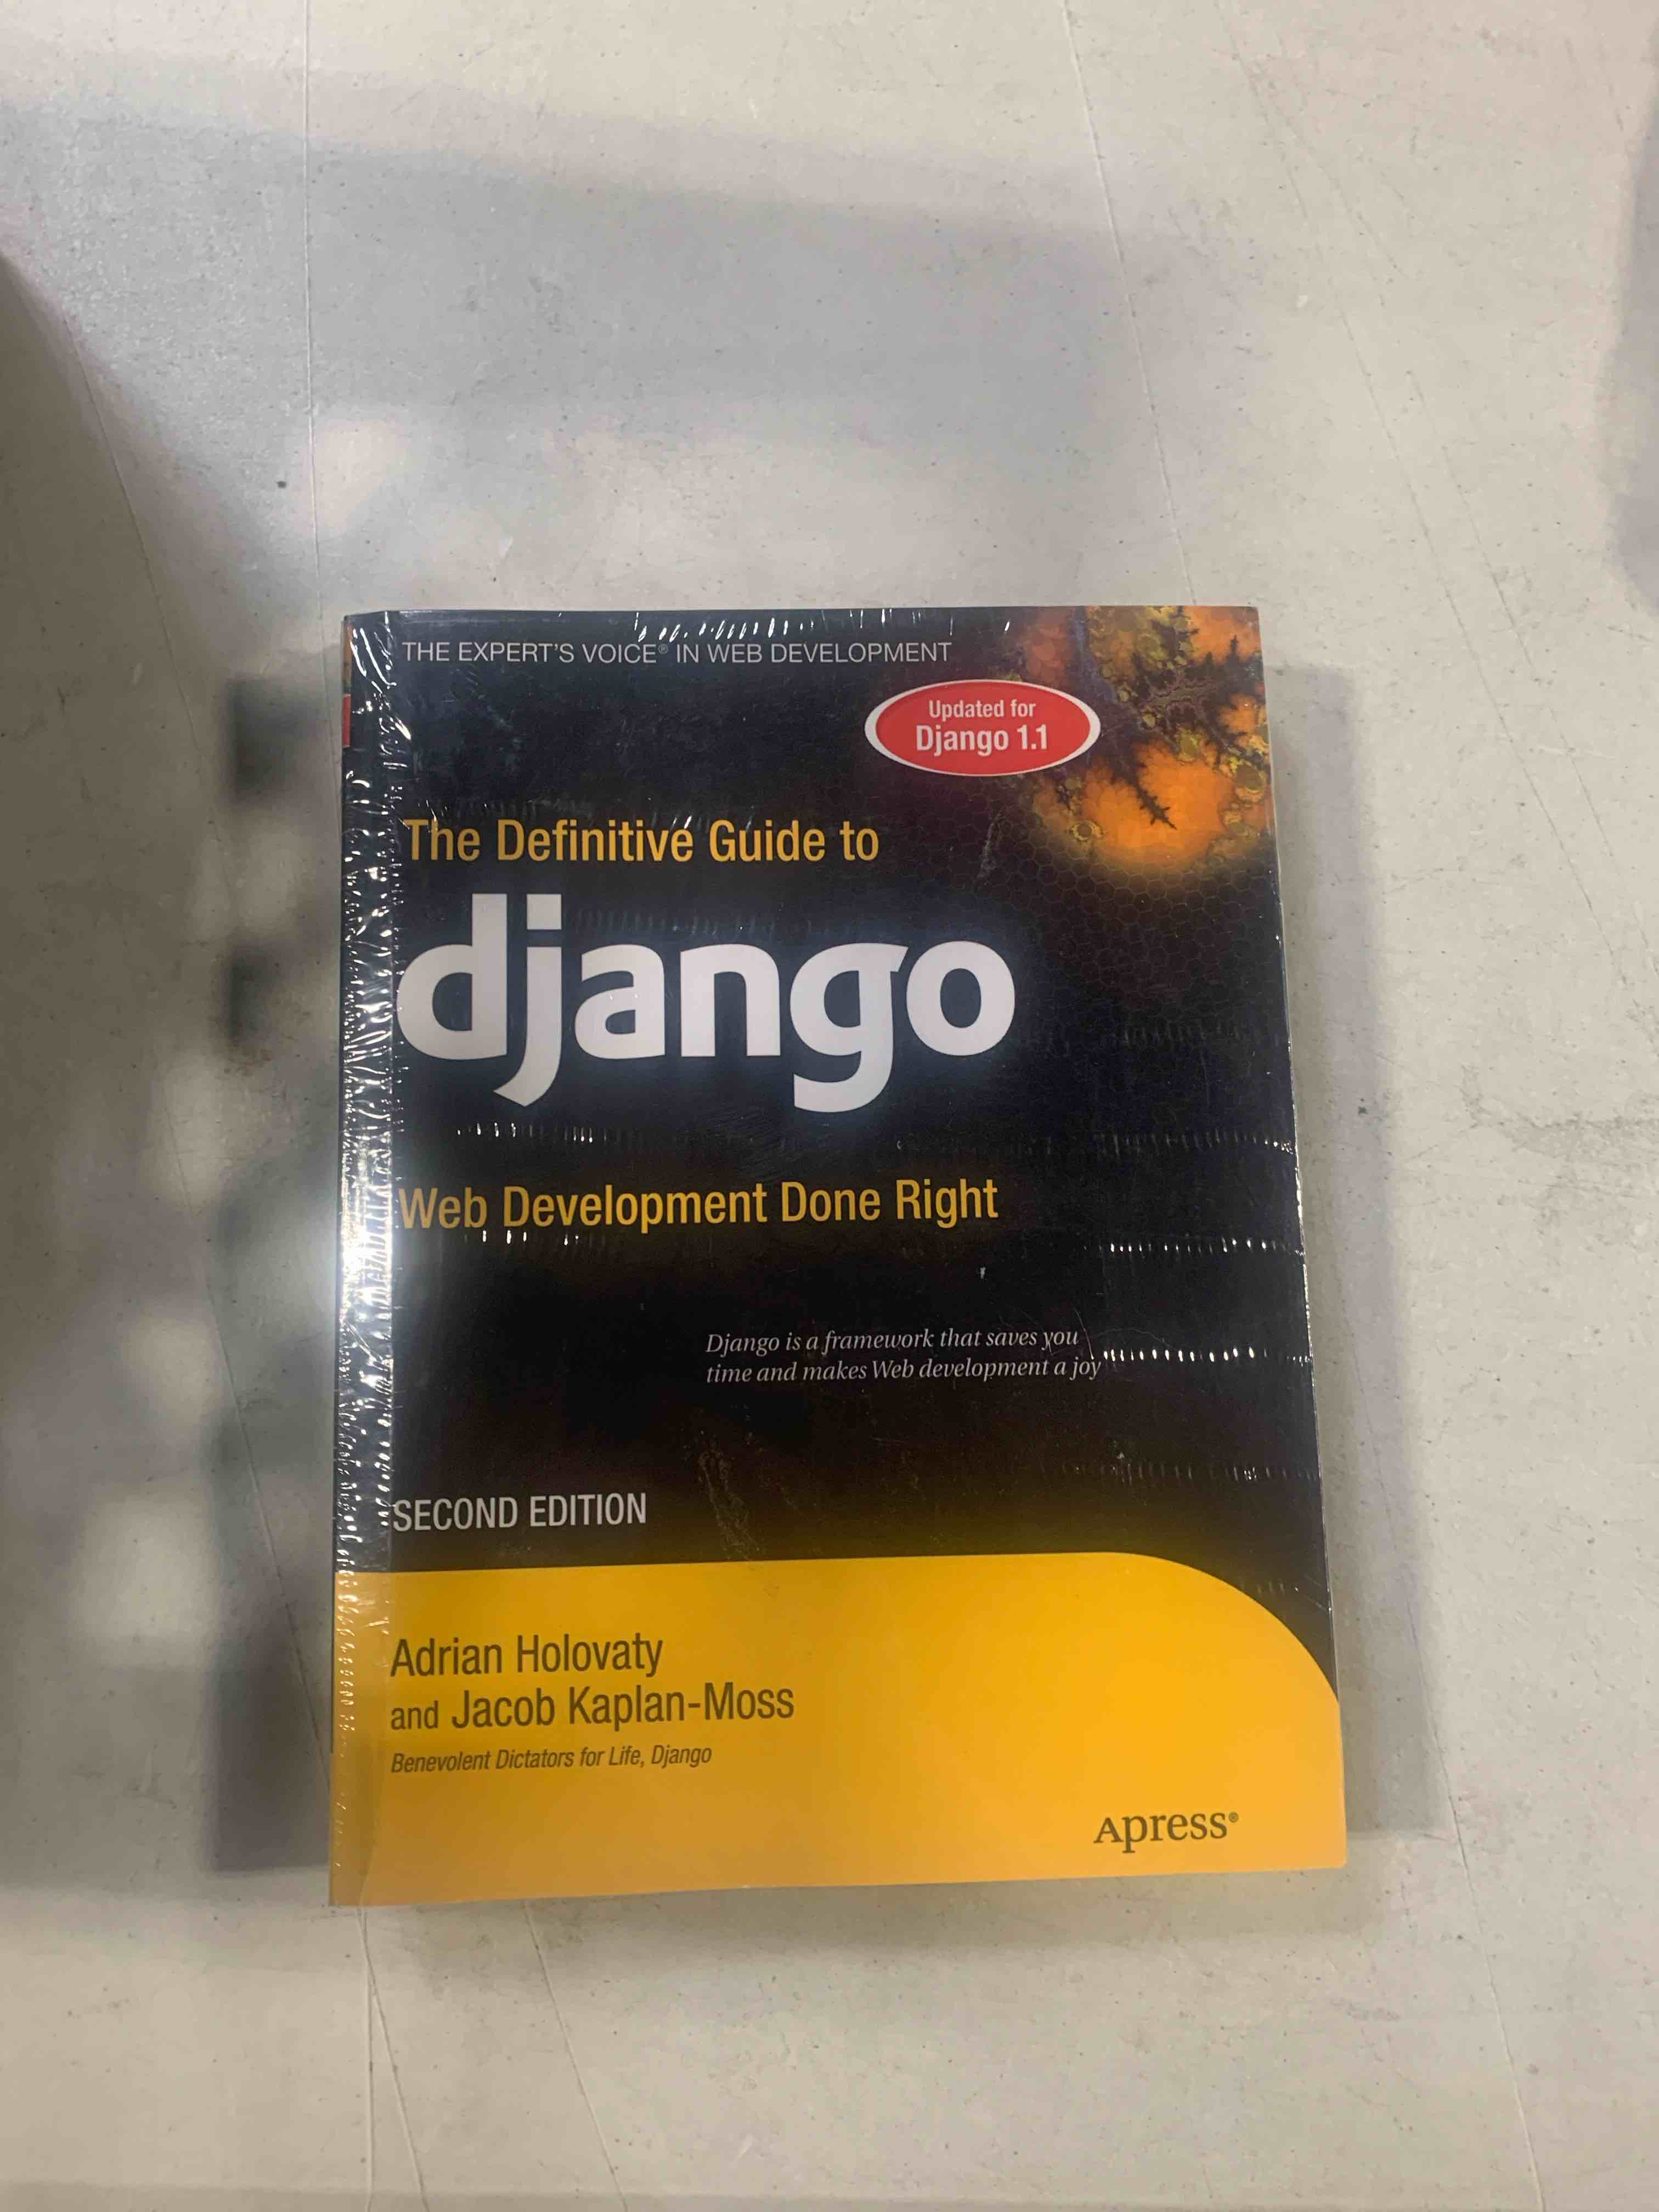 THE EXPERT'S VOICE® IN WEB DEVELOPMENT
Updated for
Django 1.1
The Definitive Guide to
django
Web Development Done Right
Django is a framework that saves you
time and makes Web development a joy
SECOND EDITION
Adrian Holovaty
and Jacob Kaplan-Moss
Benevolent Dictators for Life, Django
Apress®